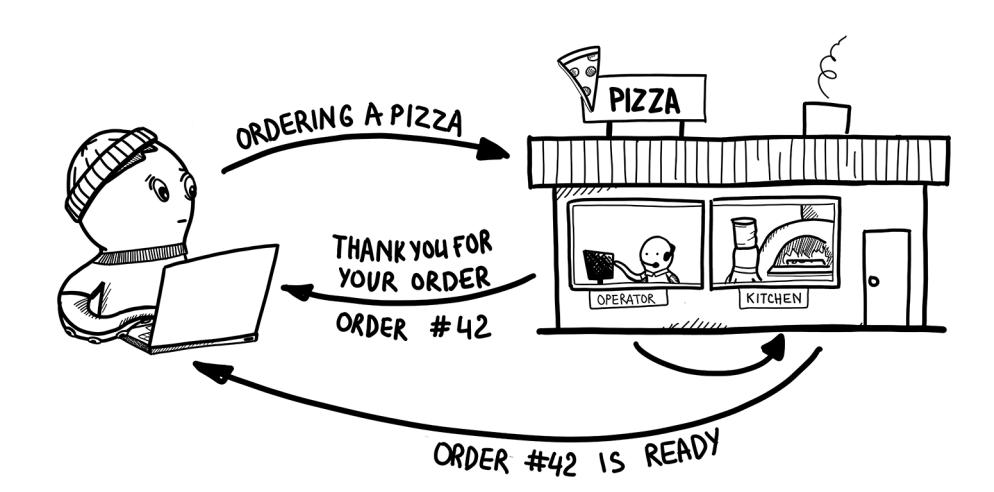 PIZZA
ORDERING A PIZZA
THANK YOU FOR
YOUR ORDER
ORDER #42
OPERATOR
KITCHEN
ORDER #42 IS READY